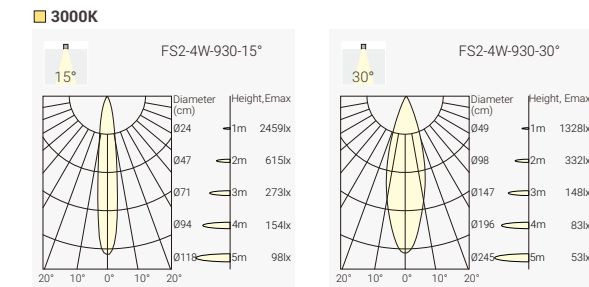 3000K
FS2-4W-930-15°
15°
Diameter
(cm)
Height,Emax
Ø24 1m 2459lx
Ø47 2m 615lx
Ø71 3m 273lx
Ø94 4m 154lx
Ø118 5m 98lx
20° 10° 0° 10° 20°
FS2-4W-930-30°
30°
Diameter
(cm)
Height,Emax
Ø49 1m 1328lx
Ø98 2m 332lx
Ø147 3m 148lx
Ø196 4m 83lx
Ø245 5m 53lx
20° 10° 0° 10° 20°